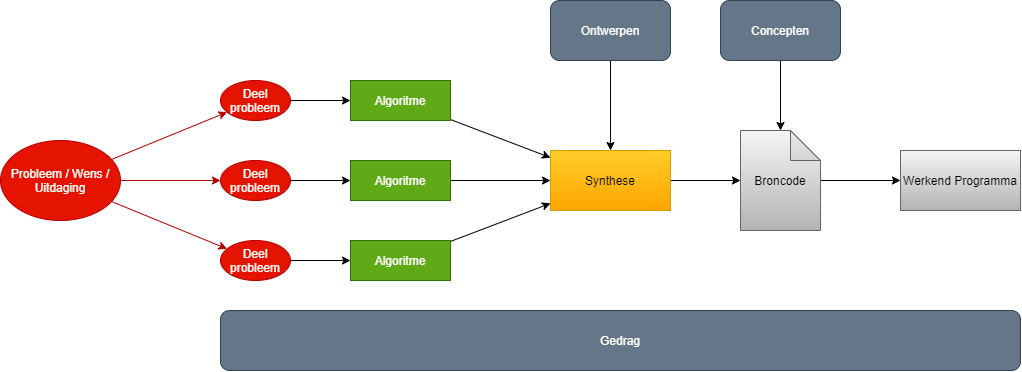 Ontwerpen
Concepten
Deel
probleem
Algoritme
Probleem / Wens /
Uitdaging
Deel
probleem
Algoritme
Synthese
Broncode
Werkend Programma
Deel
probleem
Algoritme
Gedrag